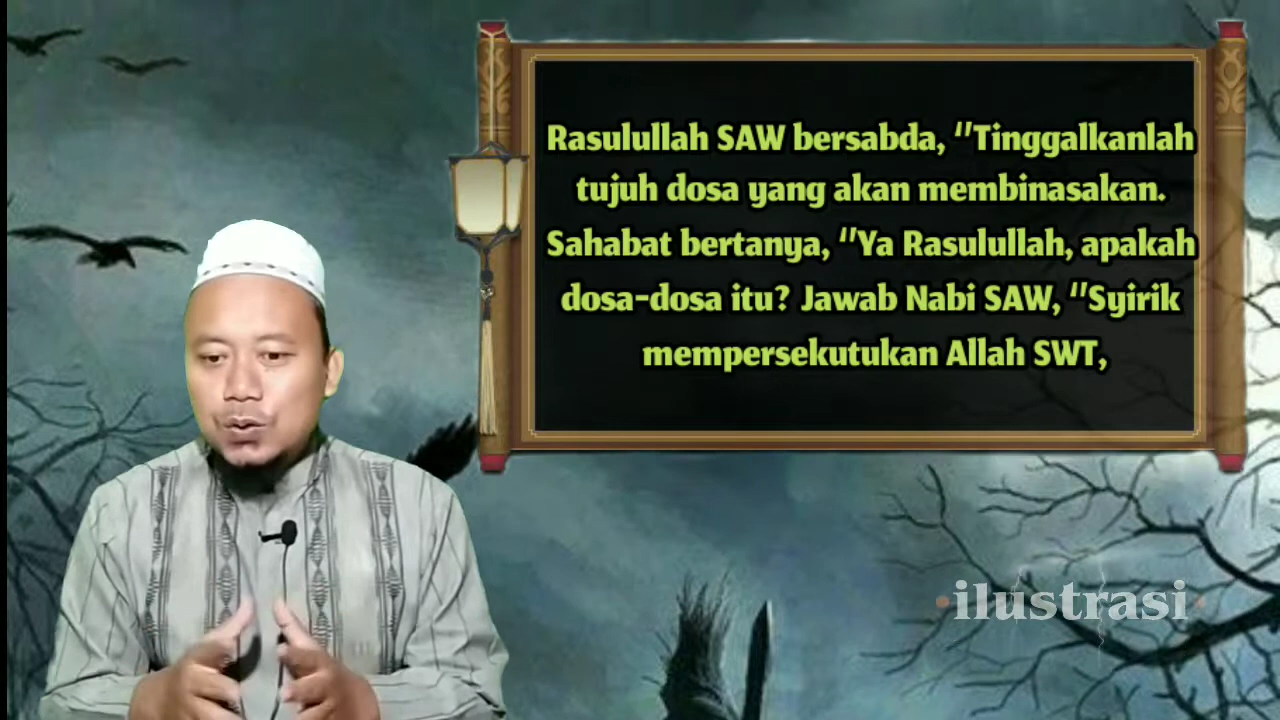 Rasulullah SAW bersabda, "Tinggalkanlah
tujuh dosa yang akan membinasakan.
Sahabat bertanya, "Ya Rasulullah, apakah
dosa-dosa itu? Jawab Nabi SAW, "Syirik
mempersekutukan Allah SWT,
ilustrasi